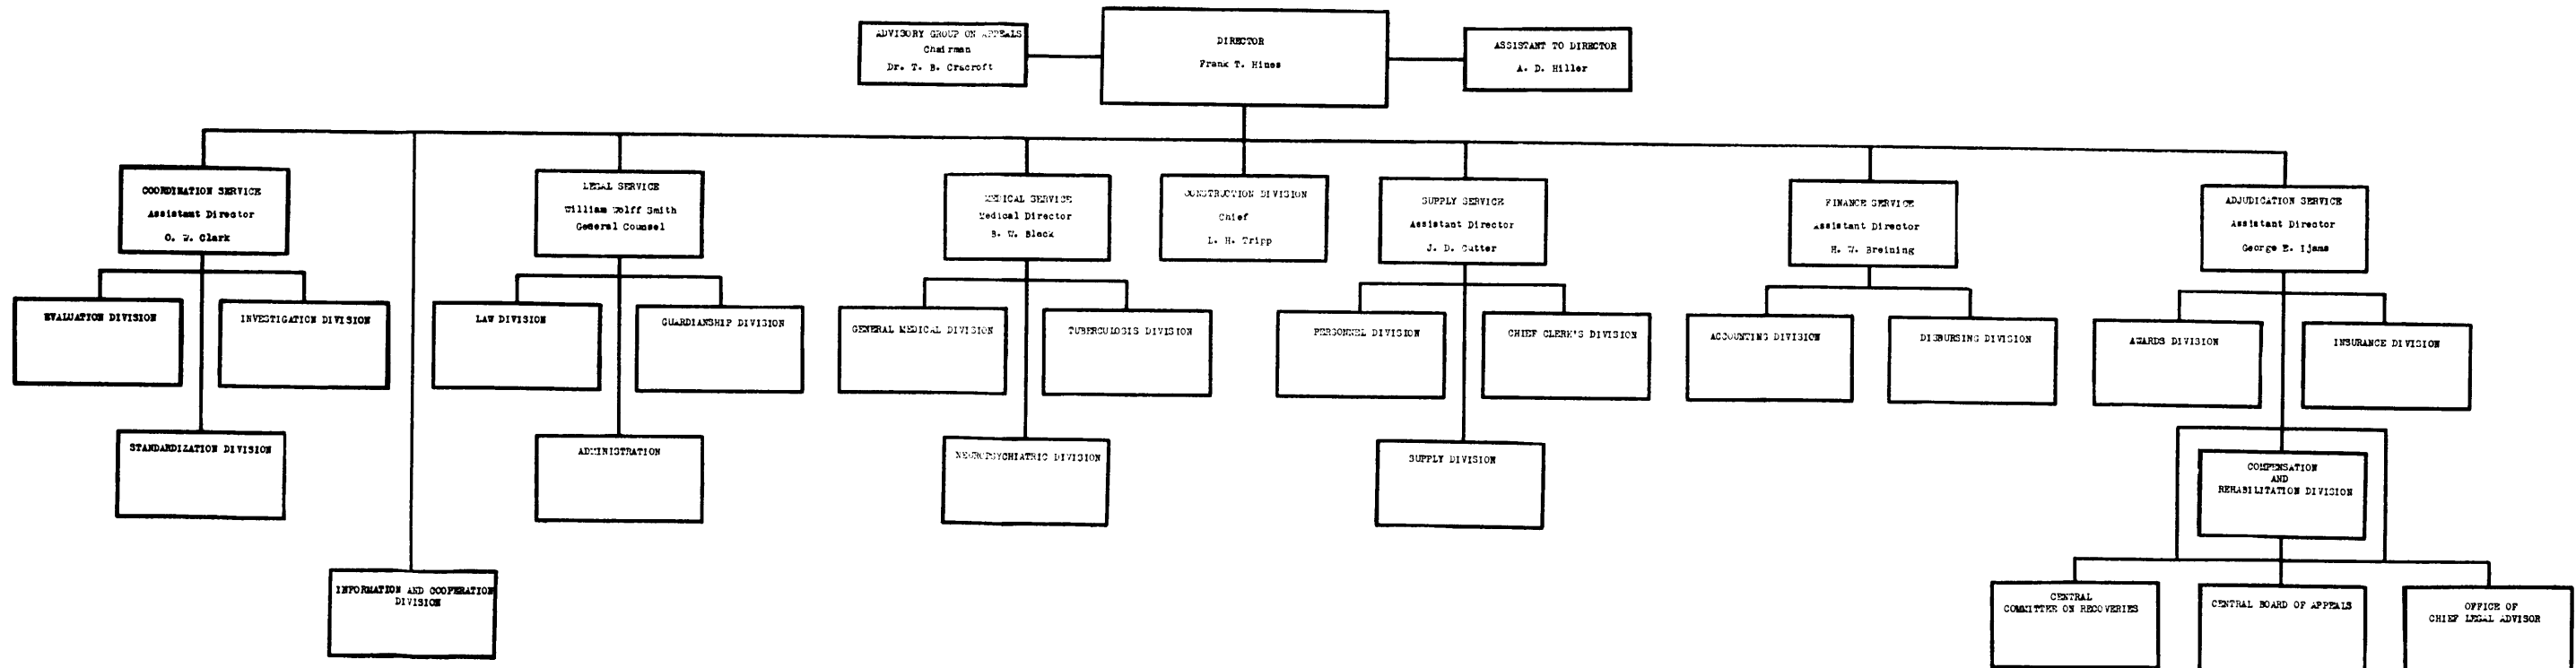 ADVISORY GROUP ON APPEALS
Chairman
Dr. T. B. Cracroft
DIRECTOR
Frank T. Hines
ASSISTANT TO DIRECTOR
A. D. Hiller
COORDINATION SERVICE
Assistant Director
O. W. Clark
LEGAL SERVICE
William Wolff Smith
General Counsel
MEDICAL SERVICE
Medical Director
B. W. Black
CONSTRUCTION DIVISION
Chief
L. H. Tripp
SUPPLY SERVICE
Assistant Director
J. D. Cutter
FINANCE SERVICE
Assistant Director
H. W. Breining
ADJUDICATION SERVICE
Assistant Director
George E. Ijams
EVALUATION DIVISION
INVESTIGATION DIVISION
LAW DIVISION
GUARDIANSHIP DIVISION
GENERAL MEDICAL DIVISION
TUBERCULOSIS DIVISION
PERSONNEL DIVISION
CHIEF CLERK'S DIVISION
ACCOUNTING DIVISION
DISBURSING DIVISION
AWARDS DIVISION
INSURANCE DIVISION
STANDARDIZATION DIVISION
ADMINISTRATION
NEUROPSYCHIATRIC DIVISION
SUPPLY DIVISION
COMPENSATION
AND
REHABILITATION DIVISION
INFORMATION AND COOPERATION
DIVISION
CENTRAL
COMMITTEE ON RECOVERIES
CENTRAL BOARD OF APPEALS
OFFICE OF
CHIEF LEGAL ADVISOR